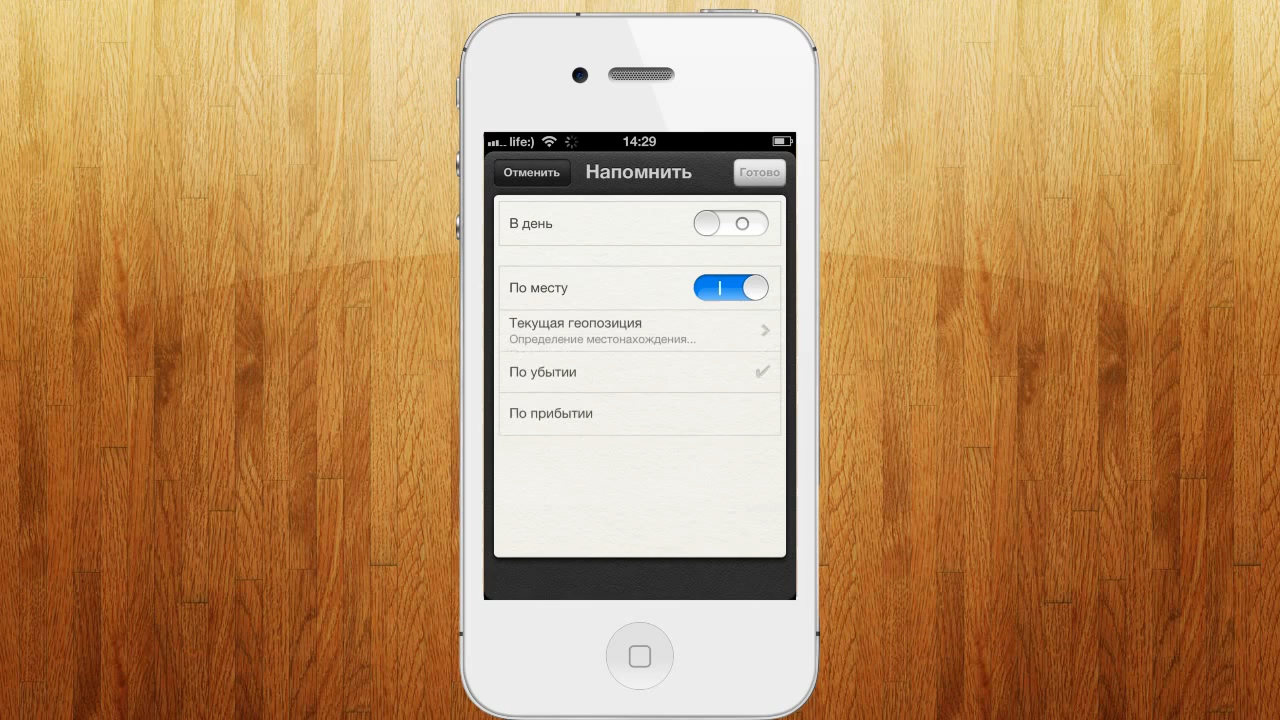 life:) 14:29
Отменить Напомнить Готово
В день
По месту
Текущая геопозиция
Определение местонахождения...
По убытии
По прибытии